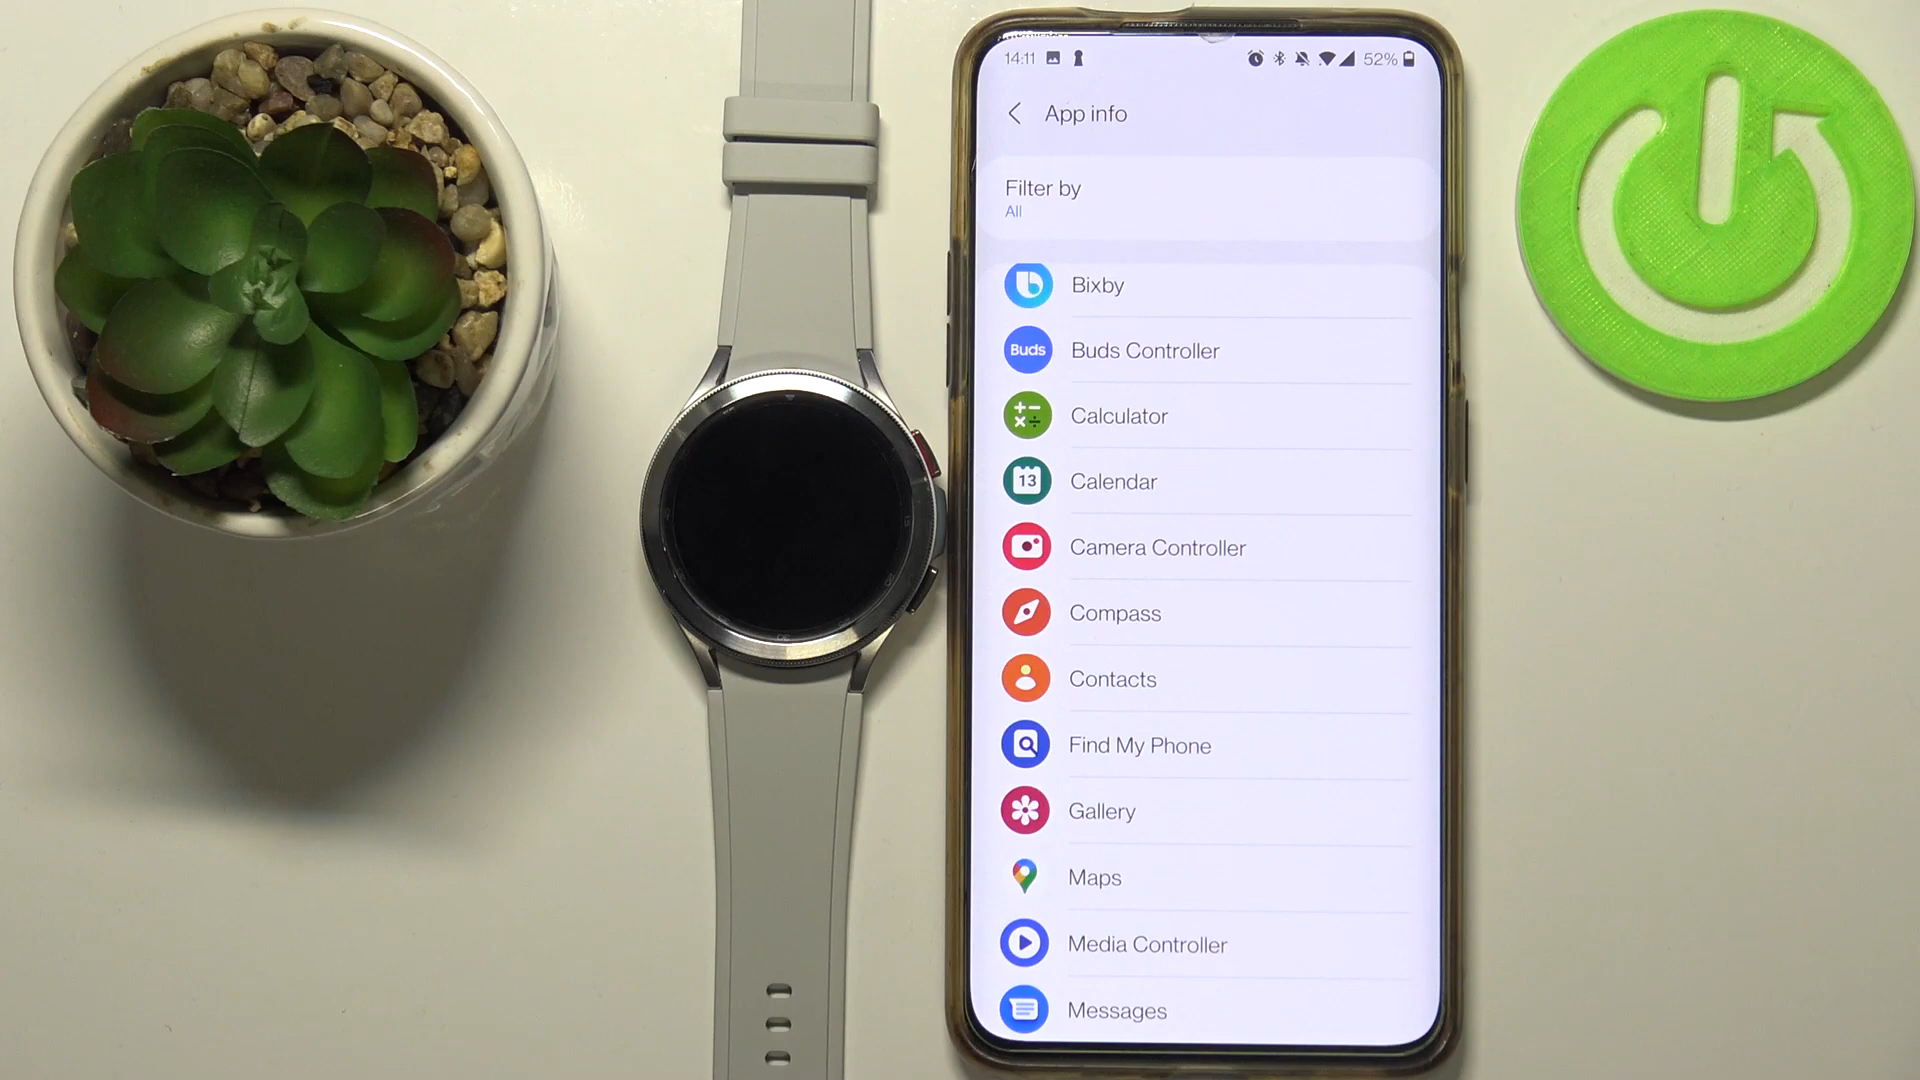 14:11
52%
App info
Filter by
All
Bixby
Buds
Buds Controller
Calculator
13
Calendar
Camera Controller
Compass
Contacts
Find My Phone
Gallery
Maps
Media Controller
Messages